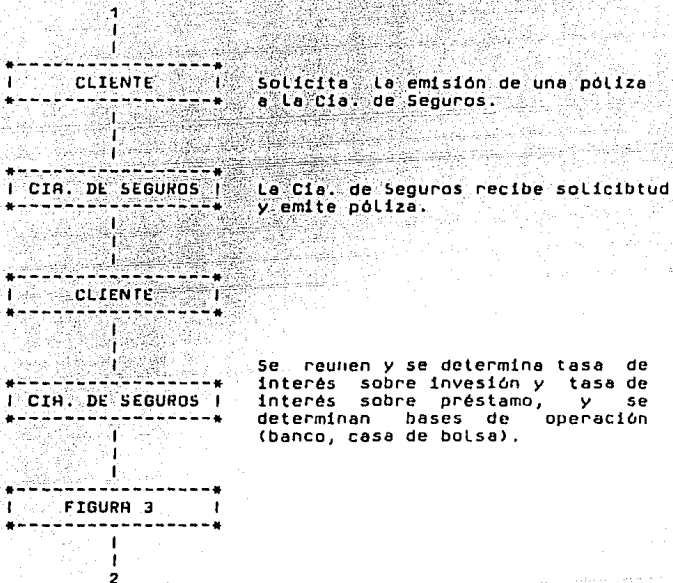 1
CLIENTE
Solicita la emisión de una póliza
a la Cia. de Seguros.
CIA. DE SEGUROS
La Cia. de Seguros recibe solicibtud
y emite póliza.
CLIENTE
Se reunen y se determina tasa de
interés sobre invesión y tasa de
interés sobre préstamo, y se
determinan bases de operación
(banco, casa de bolsa).
CIA. DE SEGUROS
FIGURA 3
2